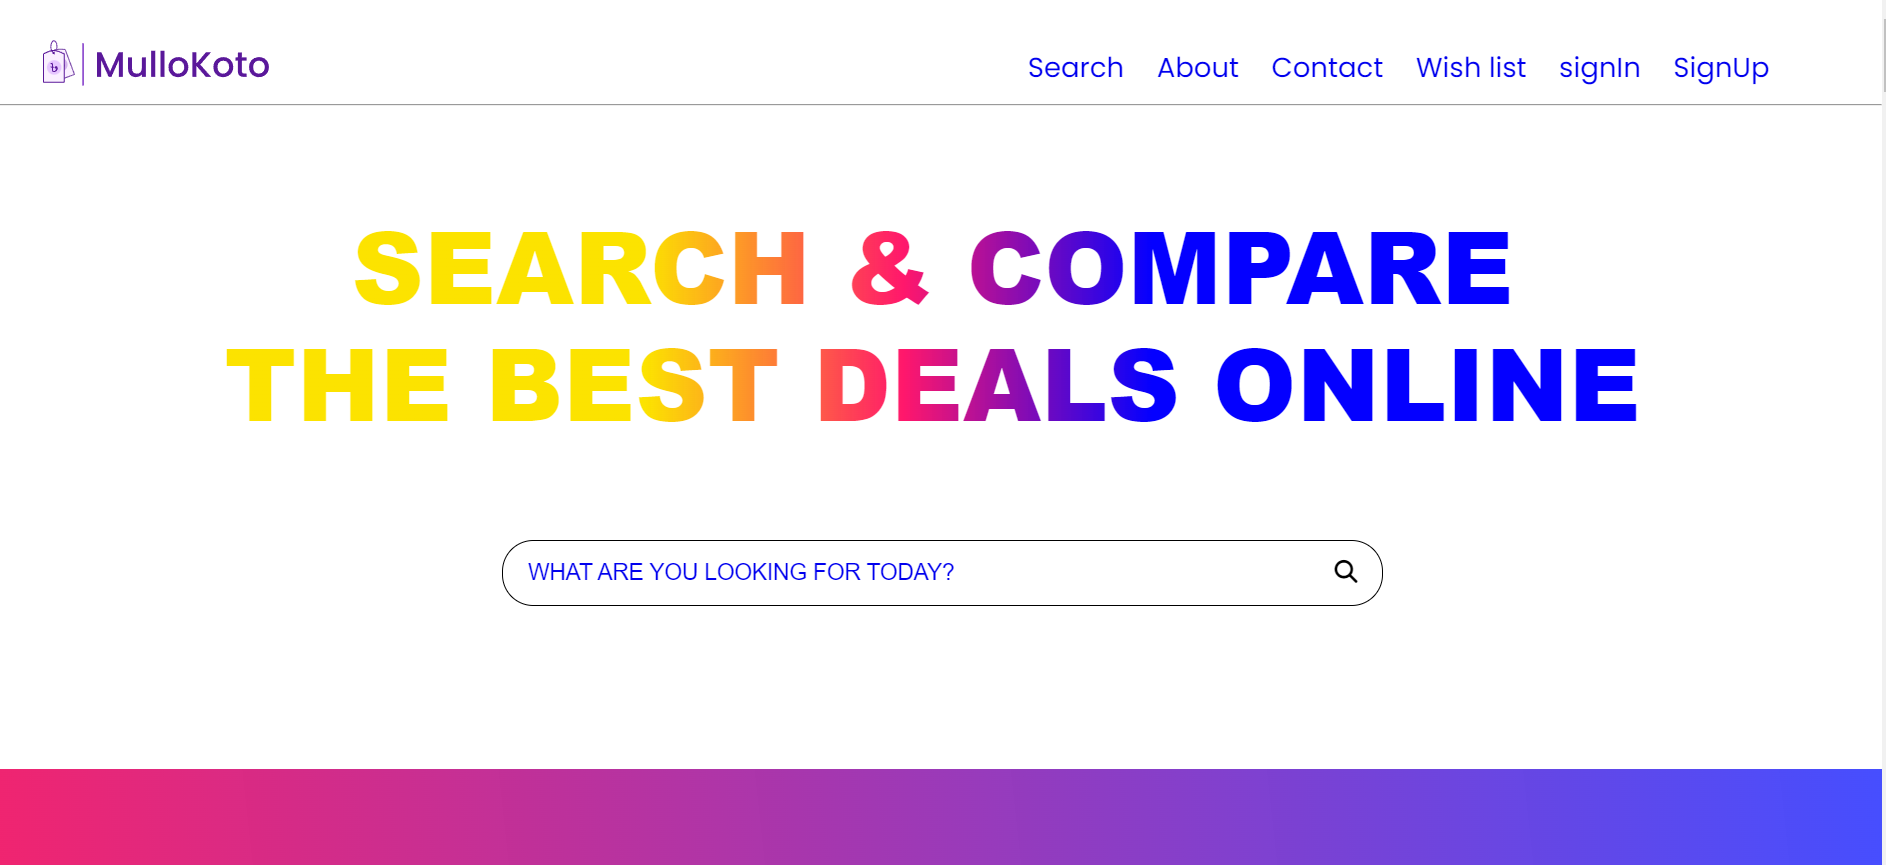 ৳ MulloKoto
Search About Contact Wish list signIn SignUp
SEARCH & COMPARE
THE BEST DEALS ONLINE
WHAT ARE YOU LOOKING FOR TODAY?